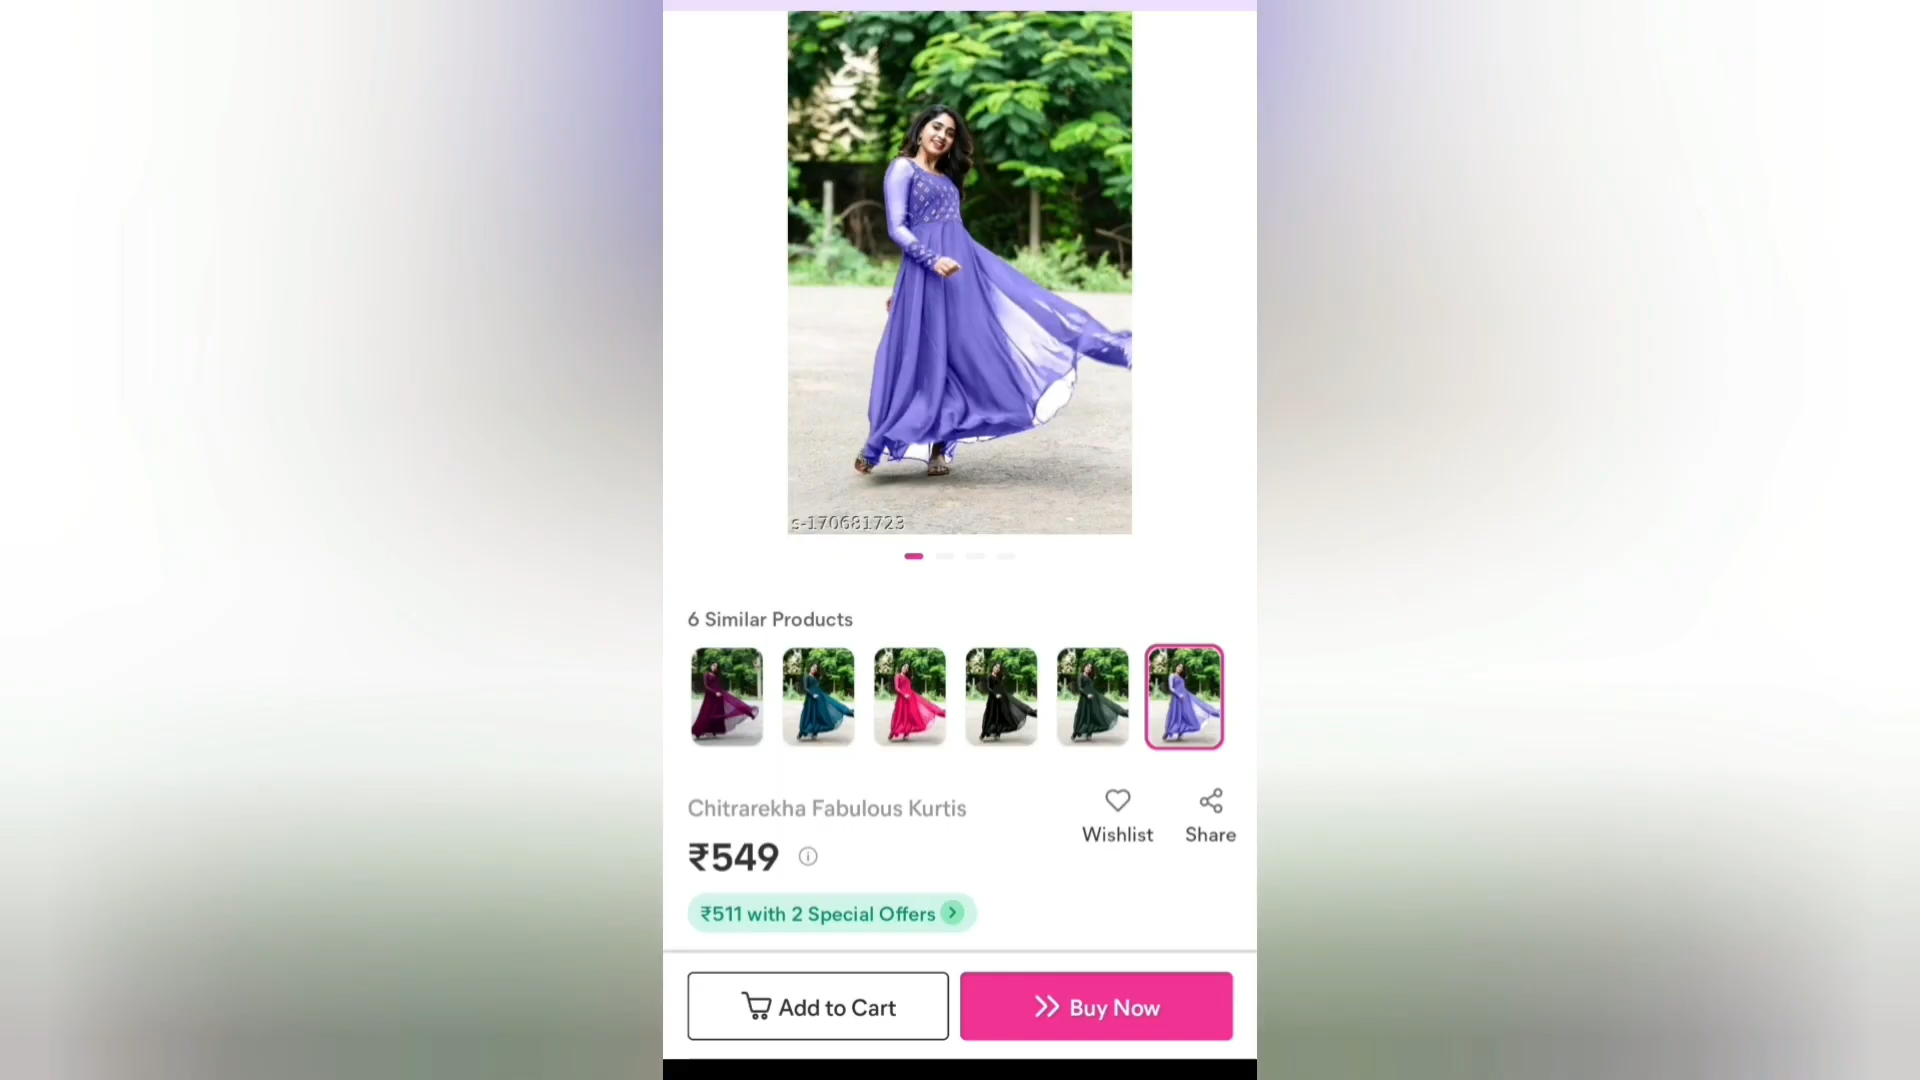 s-170681723
6 Similar Products
Chitrarekha Fabulous Kurtis
Wishlist
Share
₹549
₹511 with 2 Special Offers
Add to Cart
Buy Now